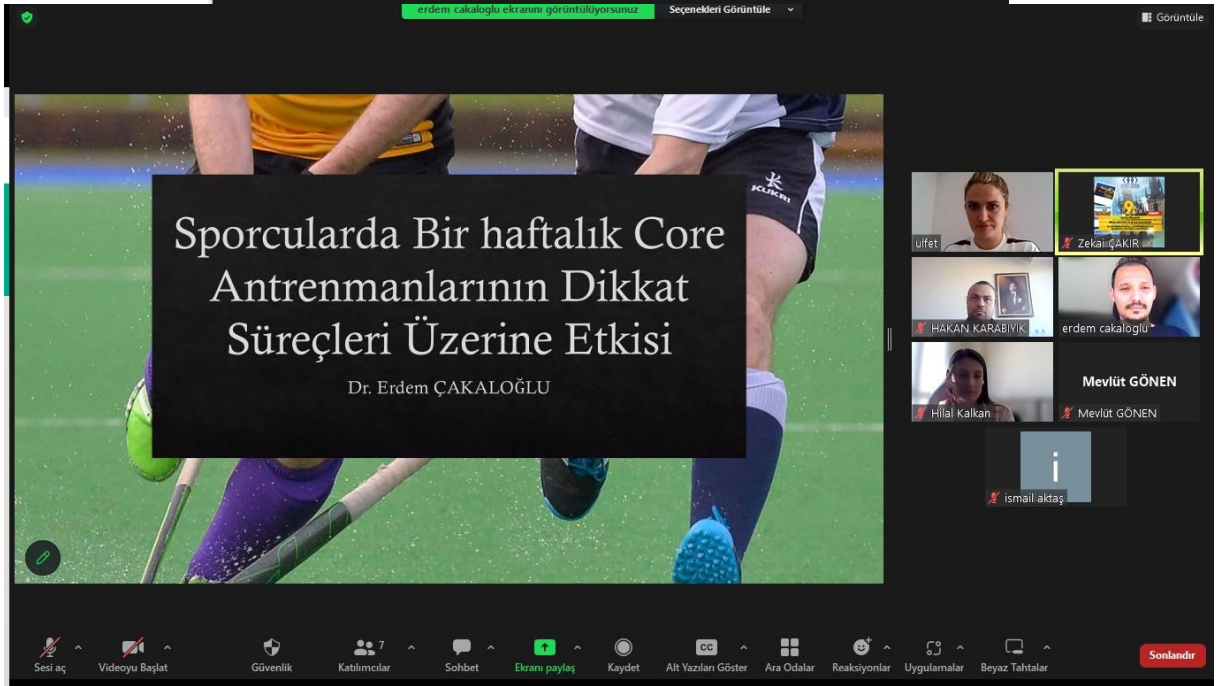 erdem cakaloglu ekranını görüntülüyorsunuz
Seçenekleri Görüntüle
Görüntüle
KUKRI
Sporcularda Bir haftalık Core
Antrenmanlarının Dikkat
Süreçleri Üzerine Etkisi
Dr. Erdem ÇAKALOĞLU
ulfet
9.
Zekai ÇAKIR
HAKAN KARABIYIK
erdem cakaloglu
Hilal Kalkan
Mevlüt GÖNEN
Mevlüt GÖNEN
i
ismail aktaş
Sesi aç
Videoyu Başlat
Güvenlik
7
Katılımcılar
Sohbet
Ekranı paylaş
Kaydet
CC
Alt Yazıları Göster
Ara Odalar
Reaksiyonlar
Uygulamalar
Beyaz Tahtalar
Sonlandır